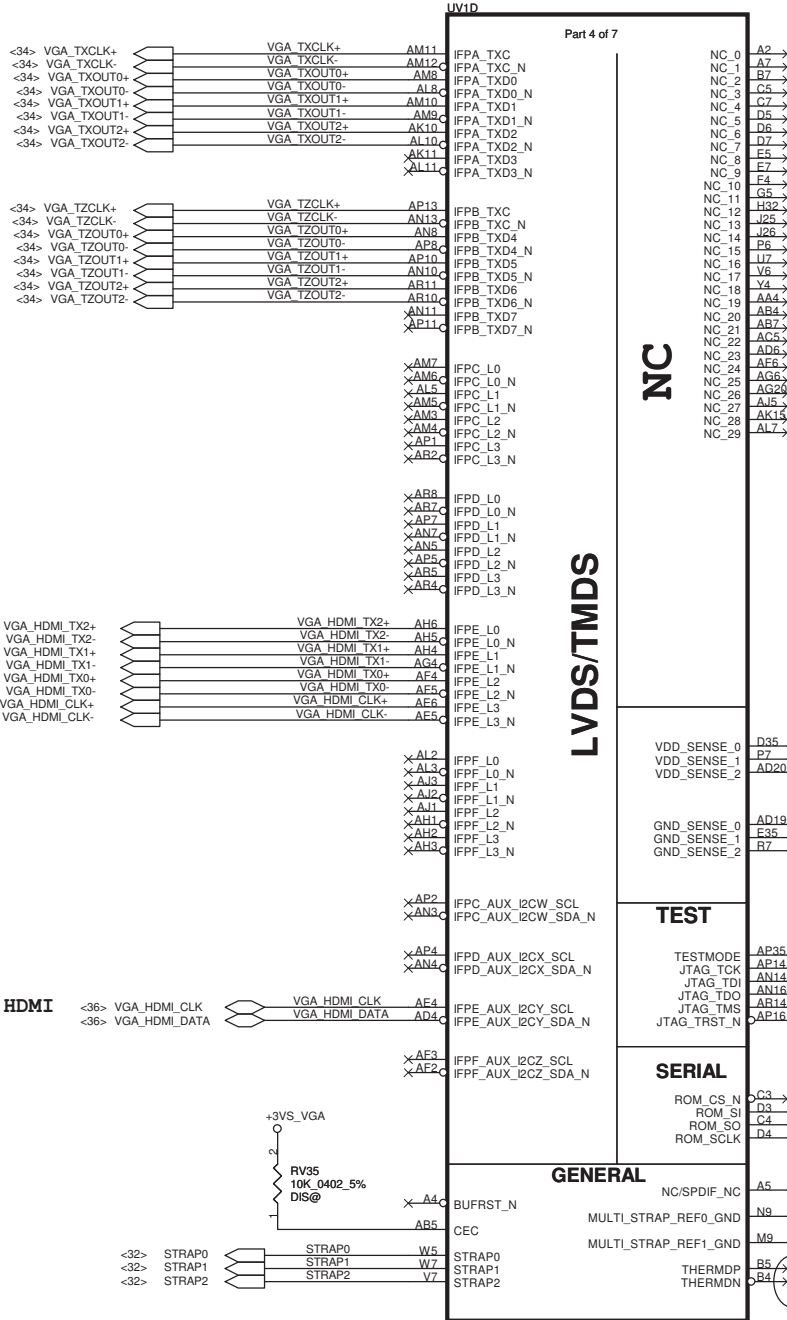 UV1D
Part 4 of 7
<34> VGA_TXCLK+ VGA_TXCLK+ AM11 IFPA_TXC
<34> VGA_TXCLK- VGA_TXCLK- AM12 IFPA_TXC_N
<34> VGA_TXOUT0+ VGA_TXOUT0+ AM8 IFPA_TXD0
<34> VGA_TXOUT0- VGA_TXOUT0- AL8 IFPA_TXD0_N
<34> VGA_TXOUT1+ VGA_TXOUT1+ AM10 IFPA_TXD1
<34> VGA_TXOUT1- VGA_TXOUT1- AM9 IFPA_TXD1_N
<34> VGA_TXOUT2+ VGA_TXOUT2+ AK10 IFPA_TXD2
<34> VGA_TXOUT2- VGA_TXOUT2- AL10 IFPA_TXD2_N
AK11 IFPA_TXD3
AL11 IFPA_TXD3_N
<34> VGA_TZCLK+ VGA_TZCLK+ AP13 IFPB_TXC
<34> VGA_TZCLK- VGA_TZCLK- AN13 IFPB_TXC_N
<34> VGA_TZOUT0+ VGA_TZOUT0+ AN8 IFPB_TXD4
<34> VGA_TZOUT0- VGA_TZOUT0- AP8 IFPB_TXD4_N
<34> VGA_TZOUT1+ VGA_TZOUT1+ AP10 IFPB_TXD5
<34> VGA_TZOUT1- VGA_TZOUT1- AN10 IFPB_TXD5_N
<34> VGA_TZOUT2+ VGA_TZOUT2+ AR11 IFPB_TXD6
<34> VGA_TZOUT2- VGA_TZOUT2- AR10 IFPB_TXD6_N
AN11 IFPB_TXD7
AP11 IFPB_TXD7_N
AM7 IFPC_L0
AM6 IFPC_L0_N
AL5 IFPC_L1
AM5 IFPC_L1_N
AM3 IFPC_L2
AM4 IFPC_L2_N
AP1 IFPC_L3
AR2 IFPC_L3_N
AR8 IFPD_L0
AR7 IFPD_L0_N
AP7 IFPD_L1
AN7 IFPD_L1_N
AN5 IFPD_L2
AP5 IFPD_L2_N
AR5 IFPD_L3
AR4 IFPD_L3_N
VGA_HDMI_TX2+ VGA_HDMI_TX2+ AH6 IFPE_L0
VGA_HDMI_TX2- VGA_HDMI_TX2- AH5 IFPE_L0_N
VGA_HDMI_TX1+ VGA_HDMI_TX1+ AH4 IFPE_L1
VGA_HDMI_TX1- VGA_HDMI_TX1- AG4 IFPE_L1_N
VGA_HDMI_TX0+ VGA_HDMI_TX0+ AF4 IFPE_L2
VGA_HDMI_TX0- VGA_HDMI_TX0- AF5 IFPE_L2_N
VGA_HDMI_CLK+ VGA_HDMI_CLK+ AE6 IFPE_L3
VGA_HDMI_CLK- VGA_HDMI_CLK- AE5 IFPE_L3_N
AL2 IFPF_L0
AL3 IFPF_L0_N
AJ3 IFPF_L1
AJ2 IFPF_L1_N
AJ1 IFPF_L2
AH1 IFPF_L2_N
AH2 IFPF_L3
AH3 IFPF_L3_N
AP2 IFPC_AUX_I2CW_SCL
AN3 IFPC_AUX_I2CW_SDA_N
AP4 IFPD_AUX_I2CX_SCL
AN4 IFPD_AUX_I2CX_SDA_N
HDMI
<36> VGA_HDMI_CLK VGA_HDMI_CLK AE4 IFPE_AUX_I2CY_SCL
<36> VGA_HDMI_DATA VGA_HDMI_DATA AD4 IFPE_AUX_I2CY_SDA_N
AF3 IFPF_AUX_I2CZ_SCL
AF2 IFPF_AUX_I2CZ_SDA_N
+3VS_VGA
2
RV35
10K_0402_5%
DIS@
1
A4 BUFRST_N
AB5 CEC
<32> STRAP0 STRAP0 W5 STRAP0
<32> STRAP1 STRAP1 W7 STRAP1
<32> STRAP2 STRAP2 V7 STRAP2
LVDS/TMDS
NC
NC_0 A2
NC_1 A7
NC_2 B7
NC_3 C5
NC_4 C7
NC_5 D5
NC_6 D6
NC_7 D7
NC_8 E5
NC_9 E7
NC_10 F4
NC_11 G5
NC_12 H32
NC_13 J25
NC_14 J26
NC_15 P6
NC_16 U7
NC_17 V6
NC_18 Y4
NC_19 AA4
NC_20 AB4
NC_21 AB7
NC_22 AC5
NC_23 AD6
NC_24 AF6
NC_25 AG6
NC_26 AG20
NC_27 AJ5
NC_28 AK15
NC_29 AL7
VDD_SENSE_0 D35
VDD_SENSE_1 P7
VDD_SENSE_2 AD20
GND_SENSE_0 AD19
GND_SENSE_1 E35
GND_SENSE_2 R7
TEST
TESTMODE AP35
JTAG_TCK AP14
JTAG_TDI AN14
JTAG_TDO AN16
JTAG_TMS AR14
JTAG_TRST_N AP16
SERIAL
ROM_CS_N C3
ROM_SI D3
ROM_SO C4
ROM_SCLK D4
GENERAL
NC/SPDIF_NC A5
MULTI_STRAP_REF0_GND N9
MULTI_STRAP_REF1_GND M9
THERMDP B5
THERMDN B4